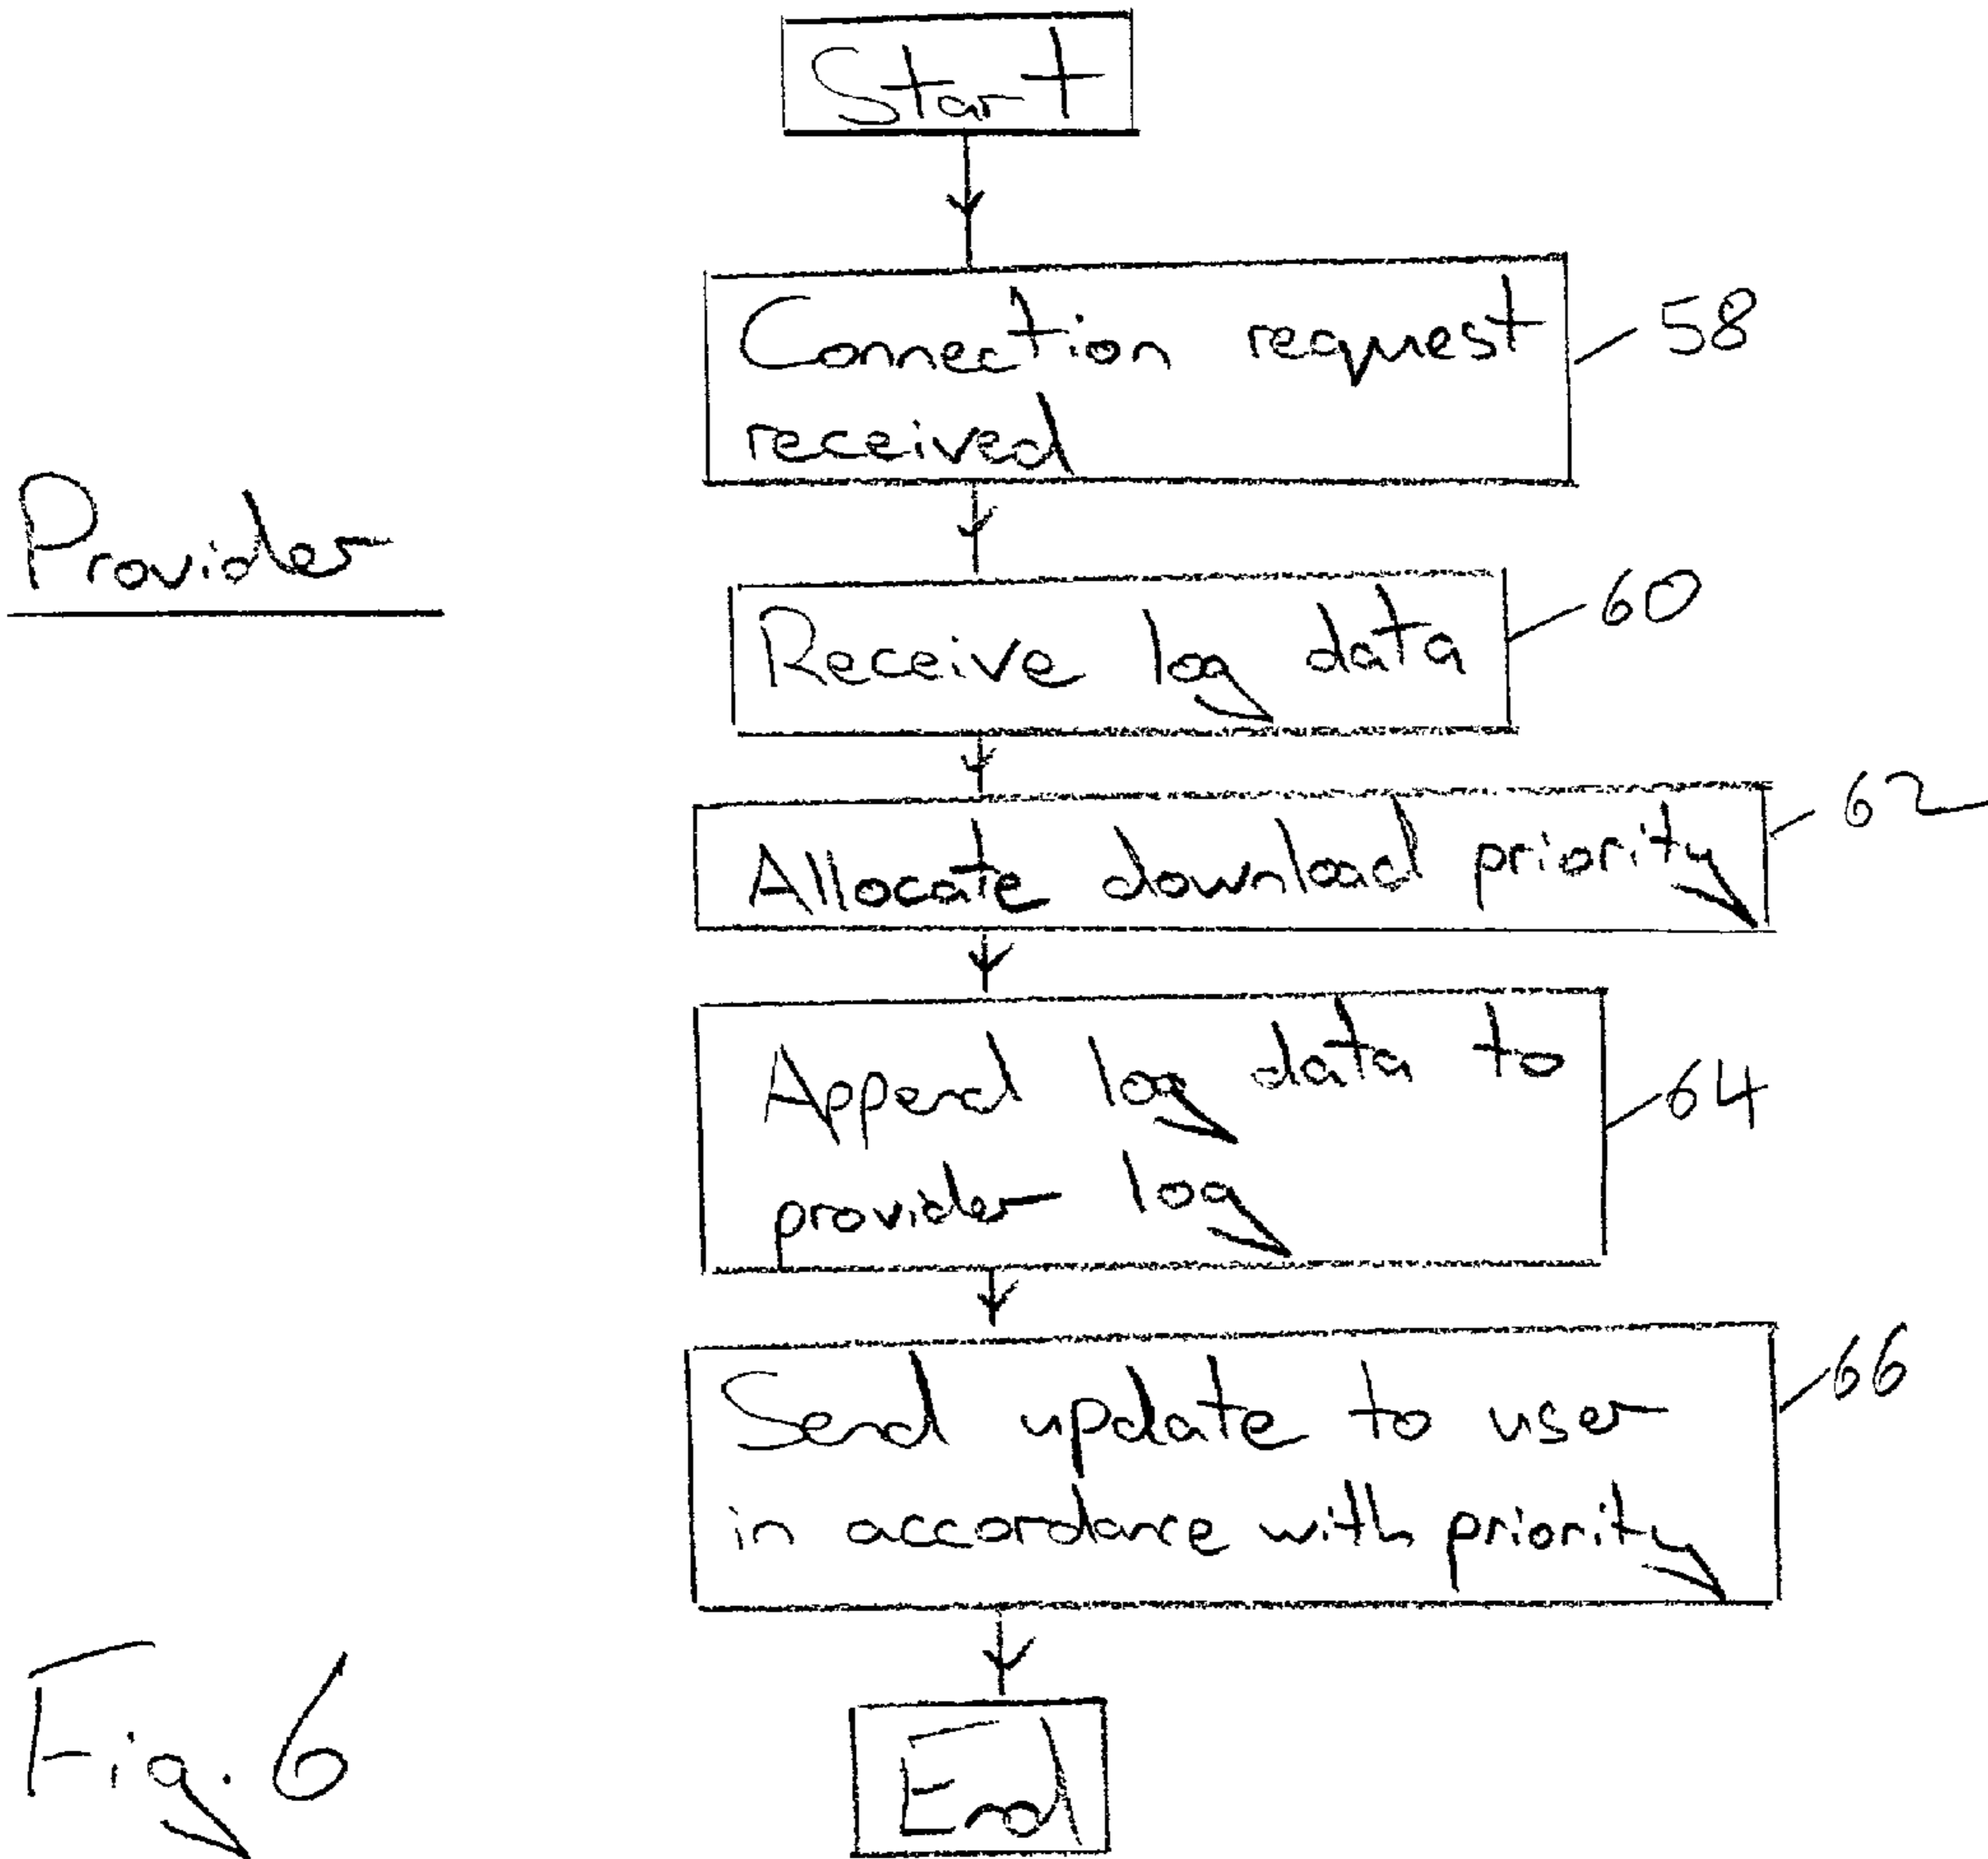 Start
Connection request
received
58
Provider
Receive log data
60
Allocate download priority
62
Append log data to
provider log
64
Send update to user
in accordance with priority
66
End
Fig. 6